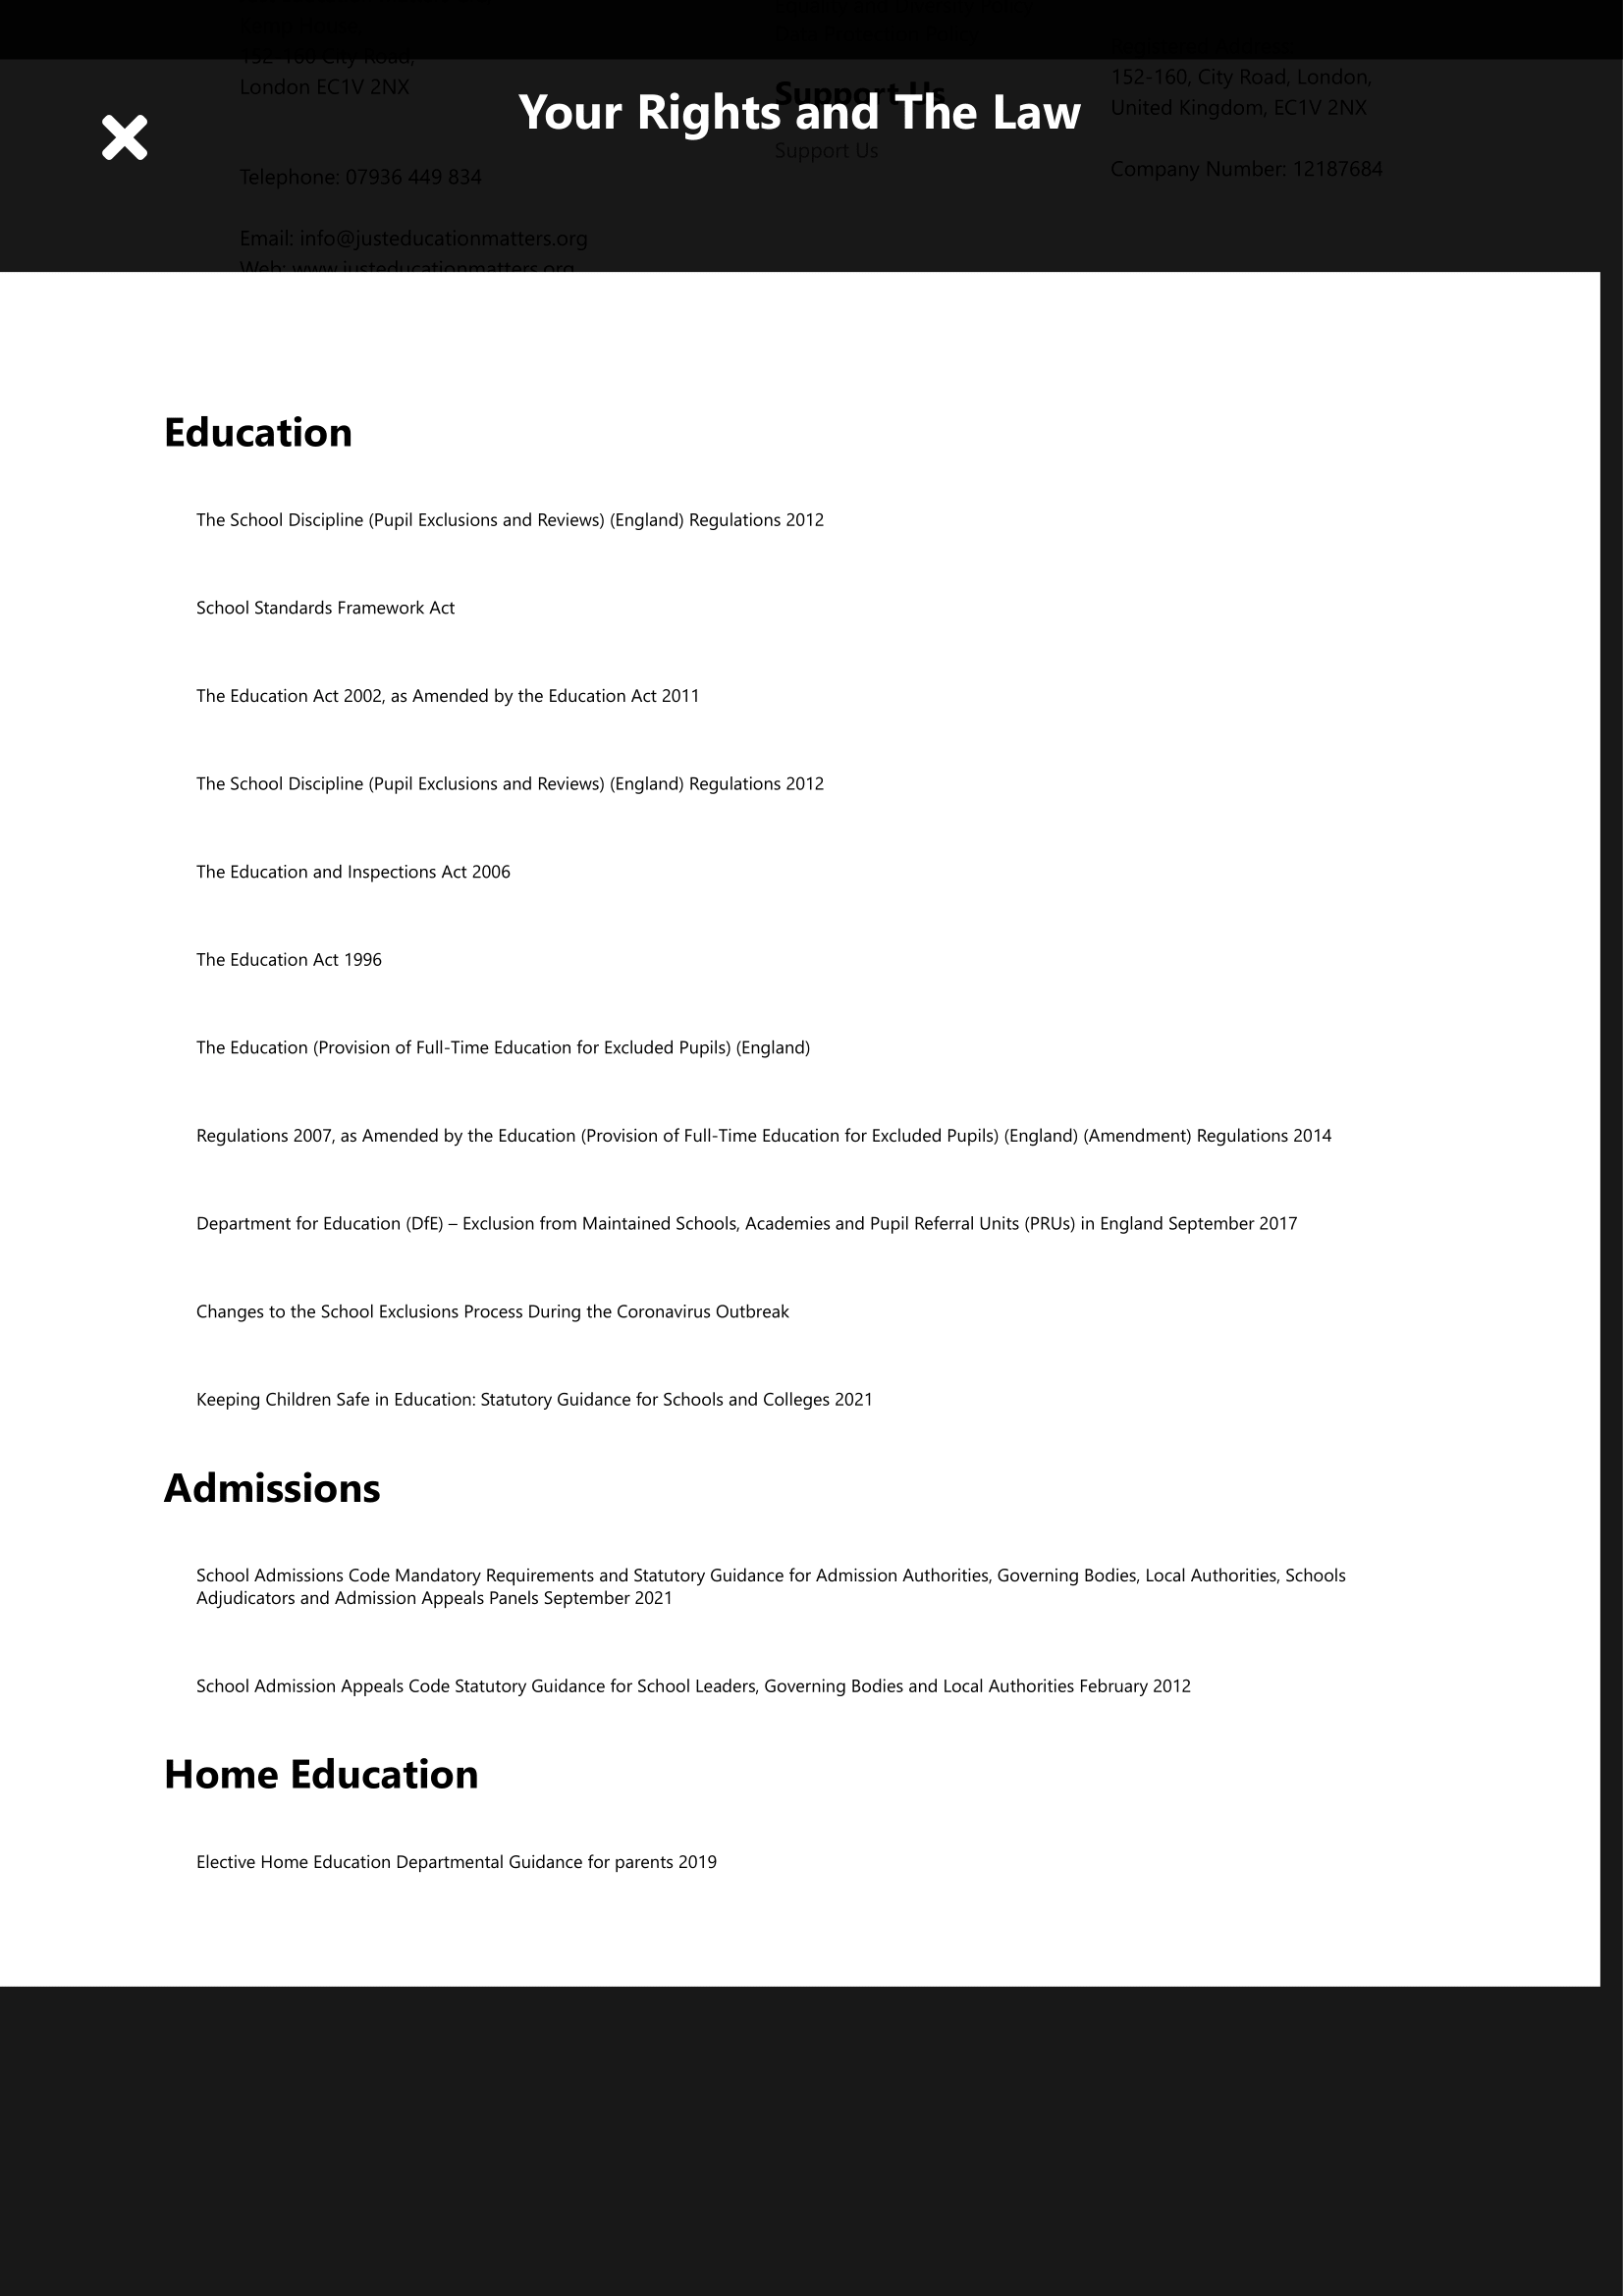 152-160 City Road,
London EC1V 2NX
Telephone: 07936 449 834
Email: info@justeducationmatters.org
Web: www.justeducationmatters.org
Equality and Diversity Policy
Data Protection Policy
Support Us
Support Us
152-160, City Road, London,
United Kingdom, EC1V 2NX
Company Number: 12187684
Your Rights and The Law
Education
The School Discipline (Pupil Exclusions and Reviews) (England) Regulations 2012
School Standards Framework Act
The Education Act 2002, as Amended by the Education Act 2011
The School Discipline (Pupil Exclusions and Reviews) (England) Regulations 2012
The Education and Inspections Act 2006
The Education Act 1996
The Education (Provision of Full-Time Education for Excluded Pupils) (England)
Regulations 2007, as Amended by the Education (Provision of Full-Time Education for Excluded Pupils) (England) (Amendment) Regulations 2014
Department for Education (DfE) – Exclusion from Maintained Schools, Academies and Pupil Referral Units (PRUs) in England September 2017
Changes to the School Exclusions Process During the Coronavirus Outbreak
Keeping Children Safe in Education: Statutory Guidance for Schools and Colleges 2021
Admissions
School Admissions Code Mandatory Requirements and Statutory Guidance for Admission Authorities, Governing Bodies, Local Authorities, Schools
Adjudicators and Admission Appeals Panels September 2021
School Admission Appeals Code Statutory Guidance for School Leaders, Governing Bodies and Local Authorities February 2012
Home Education
Elective Home Education Departmental Guidance for parents 2019